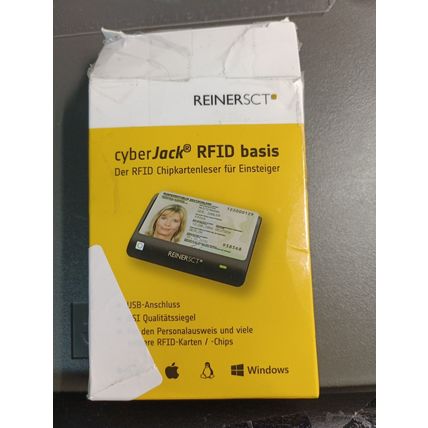 REINERSCT
cyberJack® RFID basis
Der RFID Chipkartenleser für Einsteiger
REINERSCT
USB-Anschluss
Qualitätssiegel
den Personalausweis und viele
RFID-Karten / -Chips
Windows